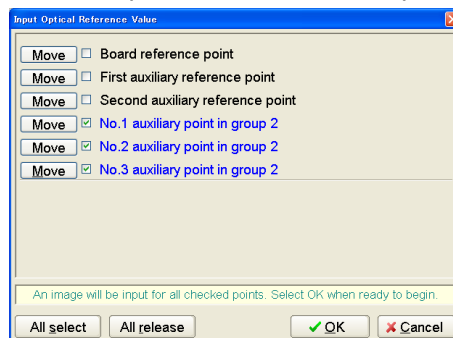 Input Optical Reference Value
Move Board reference point
Move First auxiliary reference point
Move Second auxiliary reference point
Move No.1 auxiliary point in group 2
Move No.2 auxiliary point in group 2
Move No.3 auxiliary point in group 2
An image will be input for all checked points. Select OK when ready to begin.
All select All release OK Cancel